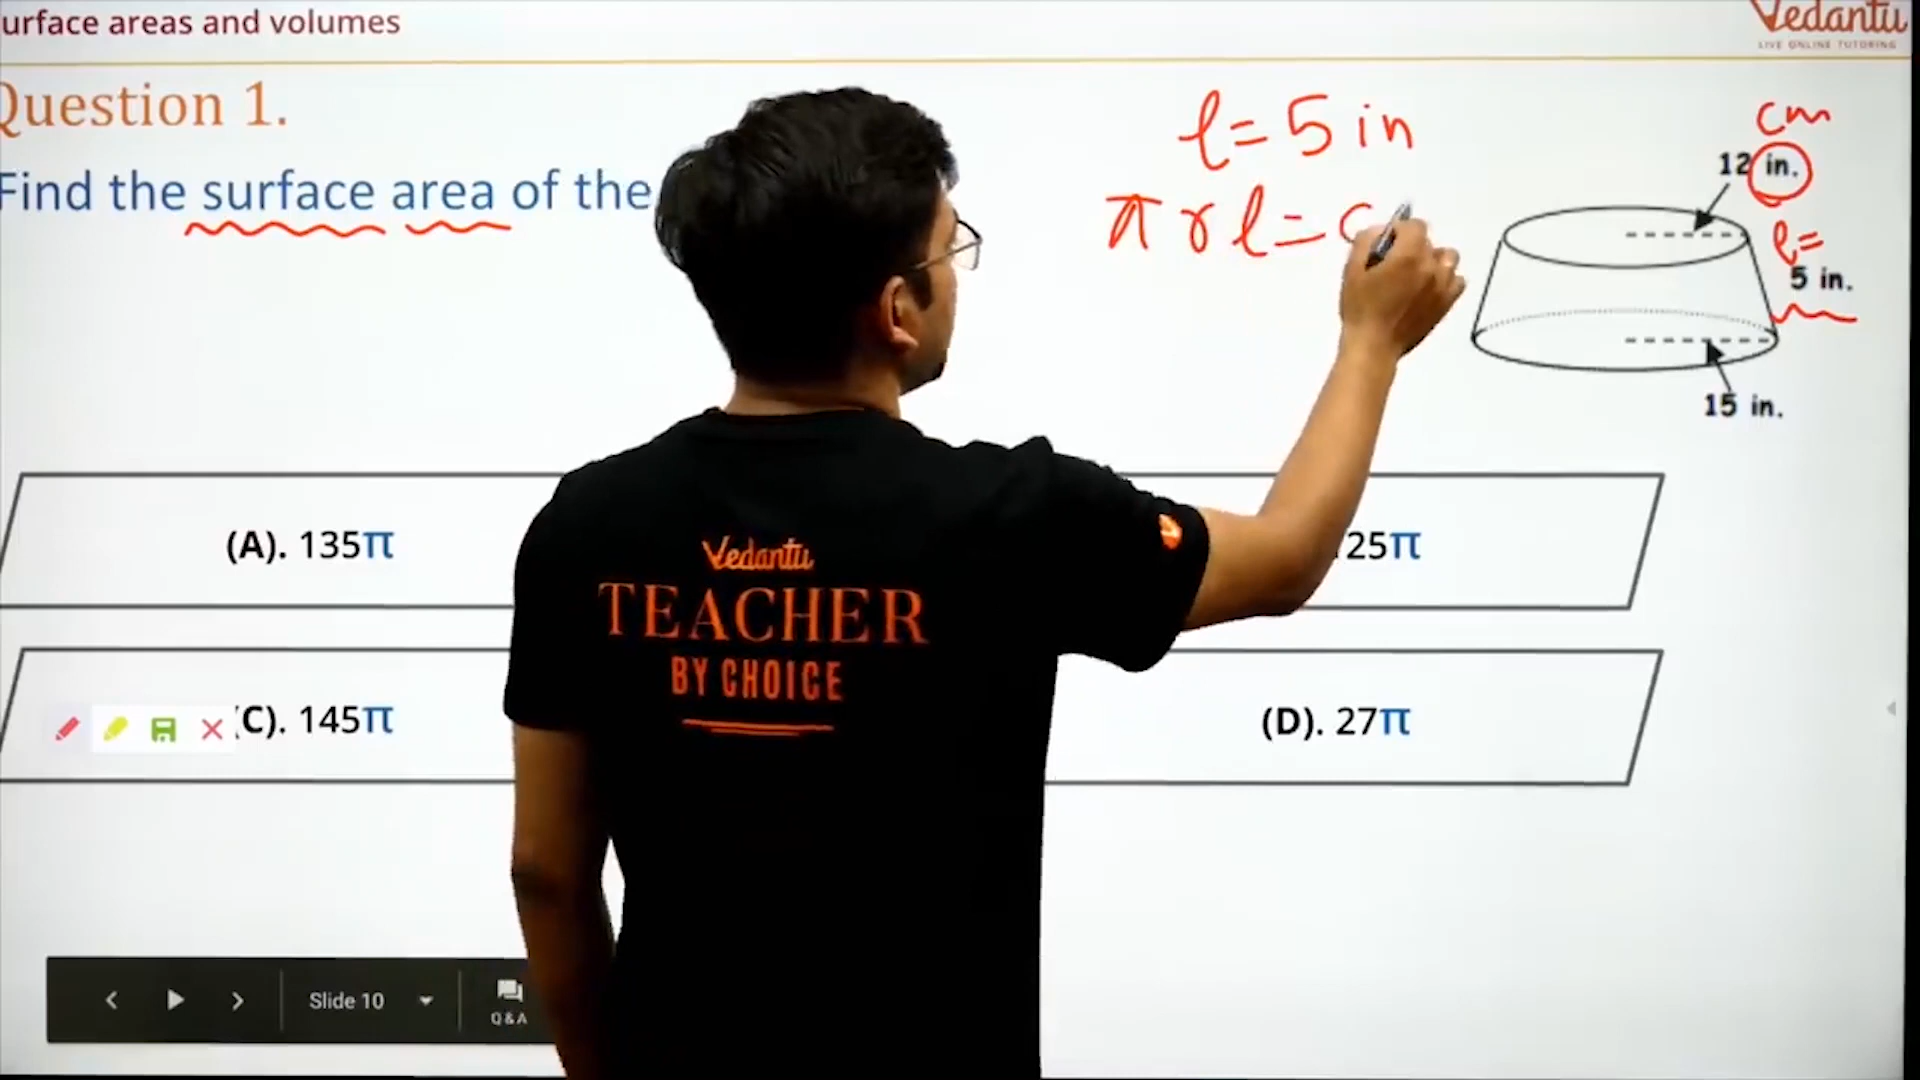 urface areas and volumes
Vedantu
LIVE ONLINE TUTORING
Question 1.
Find the surface area of the
l = 5 in
π r l = C
cm
12 in.
l =
5 in.
15 in.
(A). 135π
25π
(C). 145π
(D). 27π
Vedantu
TEACHER
BY CHOICE
Slide 10
Q & A